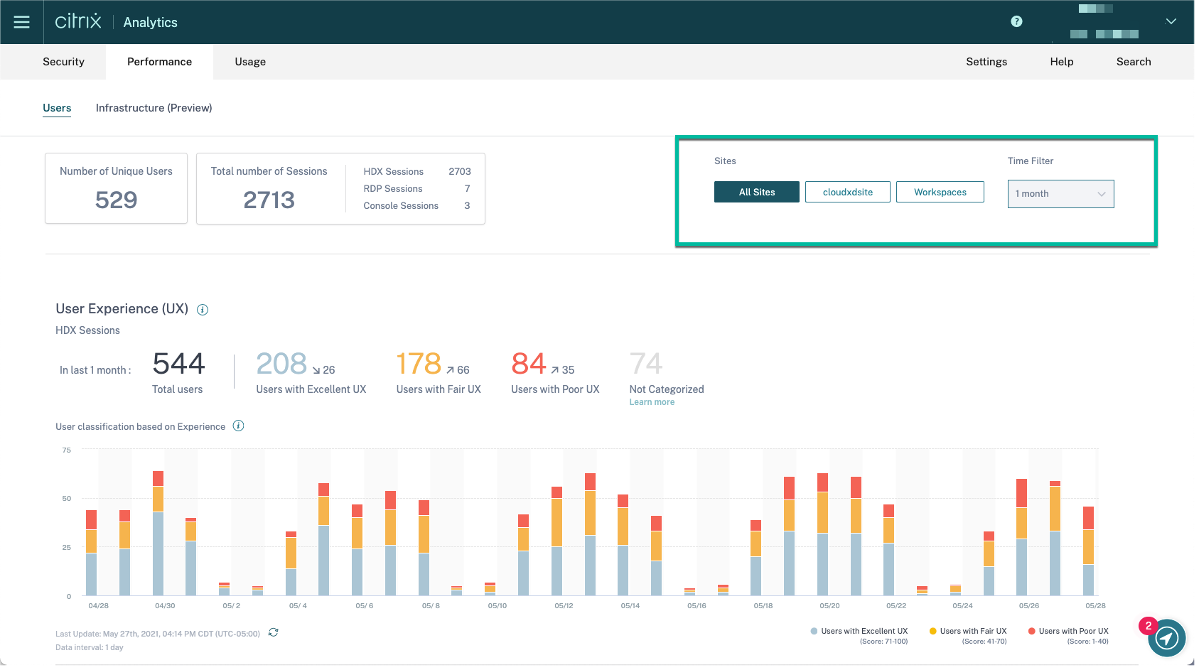 citrix Analytics ?
Security Performance Usage Settings Help Search
Users Infrastructure (Preview)
Number of Unique Users
529
Total number of Sessions
2713
HDX Sessions 2703
RDP Sessions 7
Console Sessions 3
Sites
All Sites cloudxdsite Workspaces
Time Filter
1 month
User Experience (UX) i
HDX Sessions
In last 1 month :
544
Total users
208 26
Users with Excellent UX
178 66
Users with Fair UX
84 35
Users with Poor UX
74
Not Categorized
Learn more
User classification based on Experience i
75
50
25
0
04/28 04/30 05/ 2 05/ 4 05/ 6 05/ 8 05/10 05/12 05/14 05/16 05/18 05/20 05/22 05/24 05/26 05/28
Last Update: May 27th, 2021, 04:14 PM CDT (UTC-05:00)
Data interval: 1 day
Users with Excellent UX
(Score: 71-100)
Users with Fair UX
(Score: 41-70)
Users with Poor UX
(Score: 1-40)
2